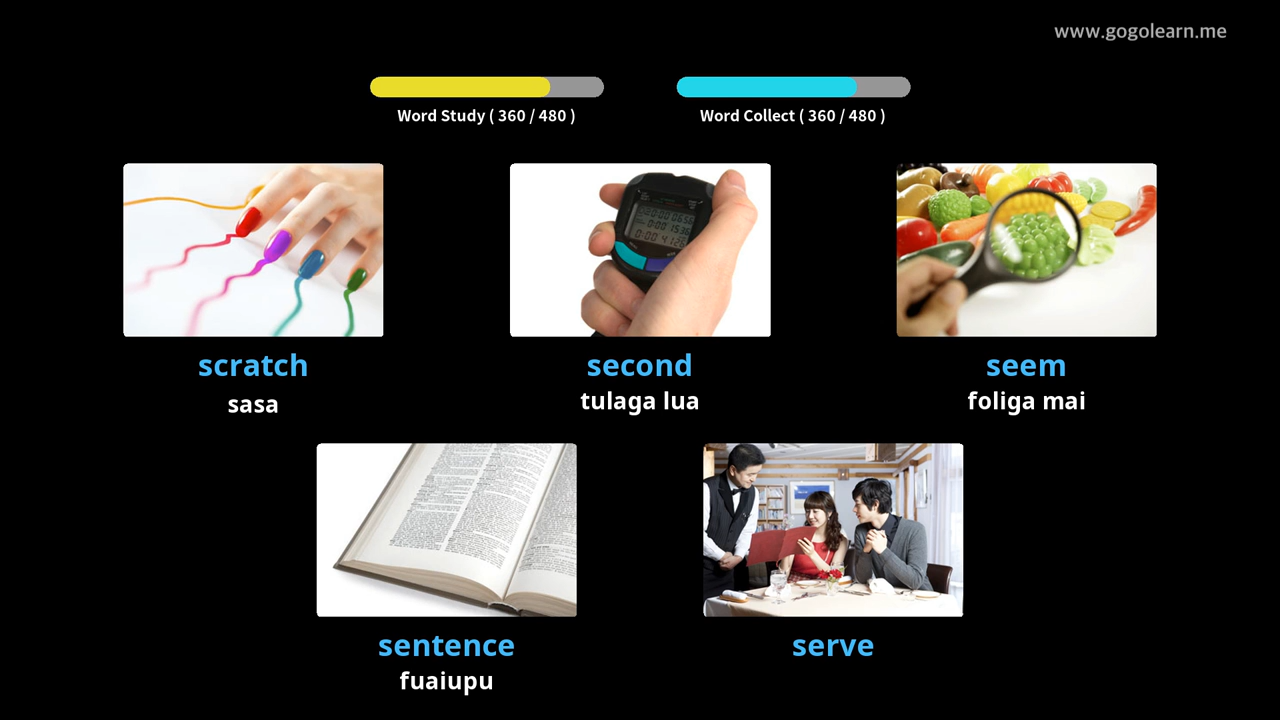 www.gogolearn.me
Word Study ( 360 / 480 )
Word Collect ( 360 / 480 )
scratch
sasa
second
tulaga lua
seem
foliga mai
sentence
fuaiupu
serve